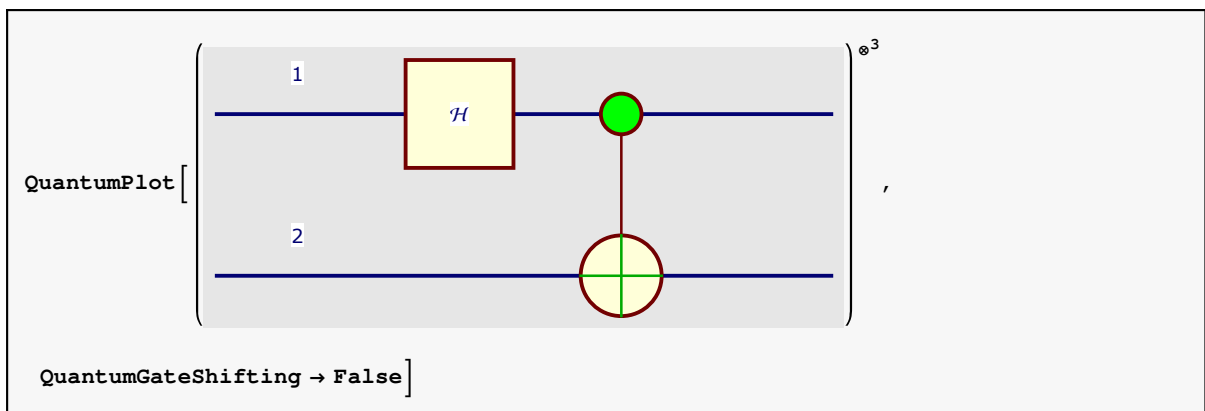 ⊗3
1
ℋ
QuantumPlot[ ( ) ,
2
QuantumGateShifting → False]